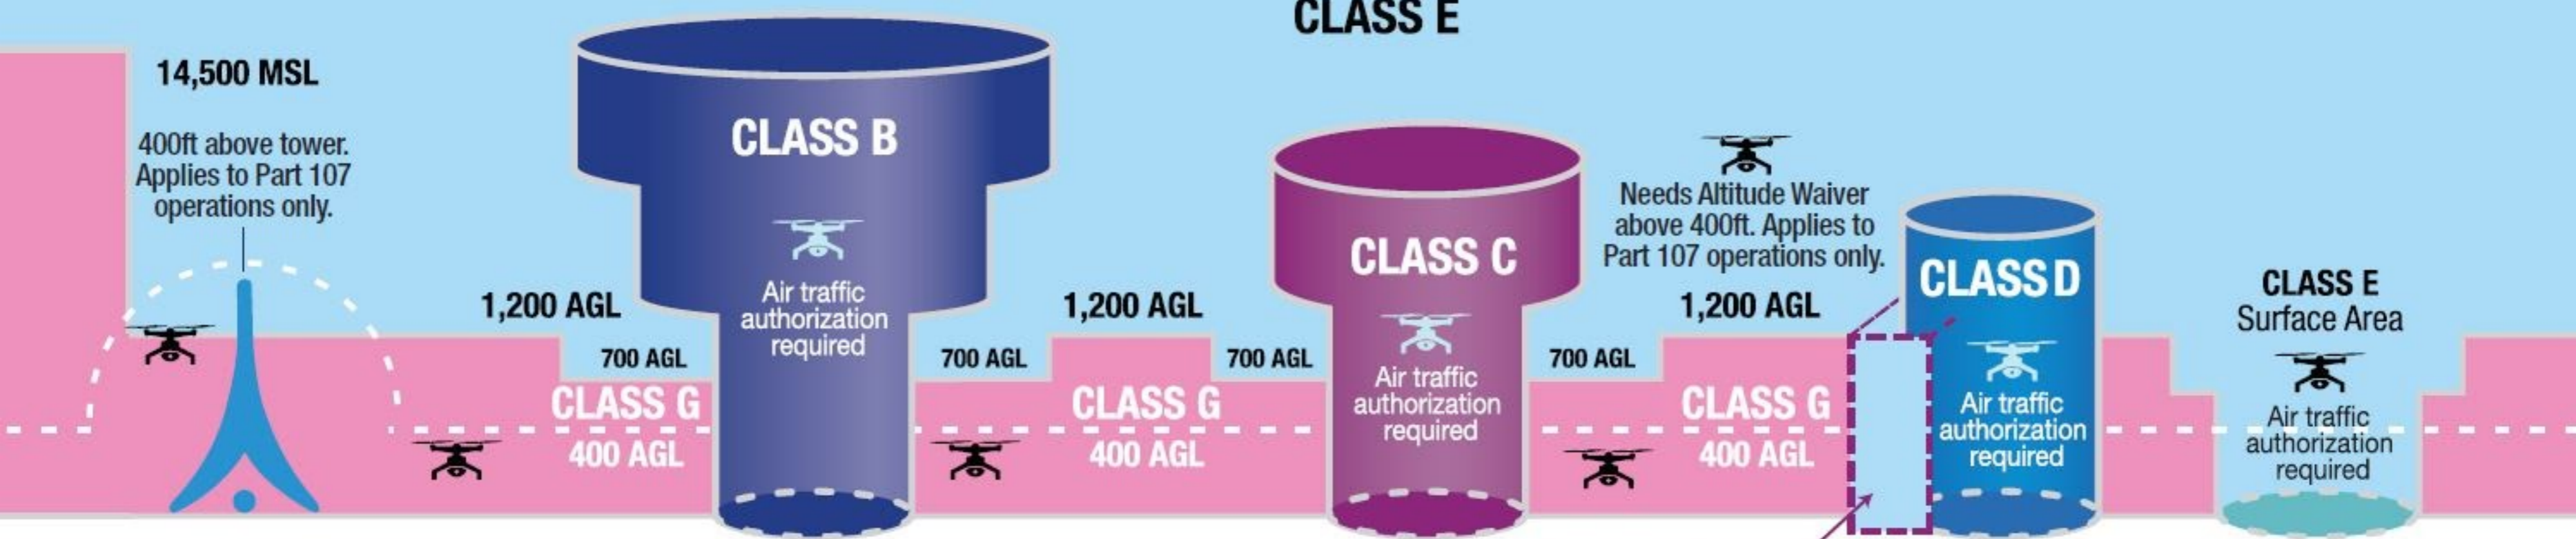 CLASS E
14,500 MSL
400ft above tower.
Applies to Part 107
operations only.
1,200 AGL
700 AGL
CLASS G
400 AGL
CLASS B
Air traffic
authorization
required
700 AGL
1,200 AGL
CLASS G
400 AGL
700 AGL
CLASS C
Air traffic
authorization
required
700 AGL
Needs Altitude Waiver
above 400ft. Applies to
Part 107 operations only.
1,200 AGL
CLASS G
400 AGL
CLASS D
Air traffic
authorization
required
CLASS E
Surface Area
Air traffic
authorization
required